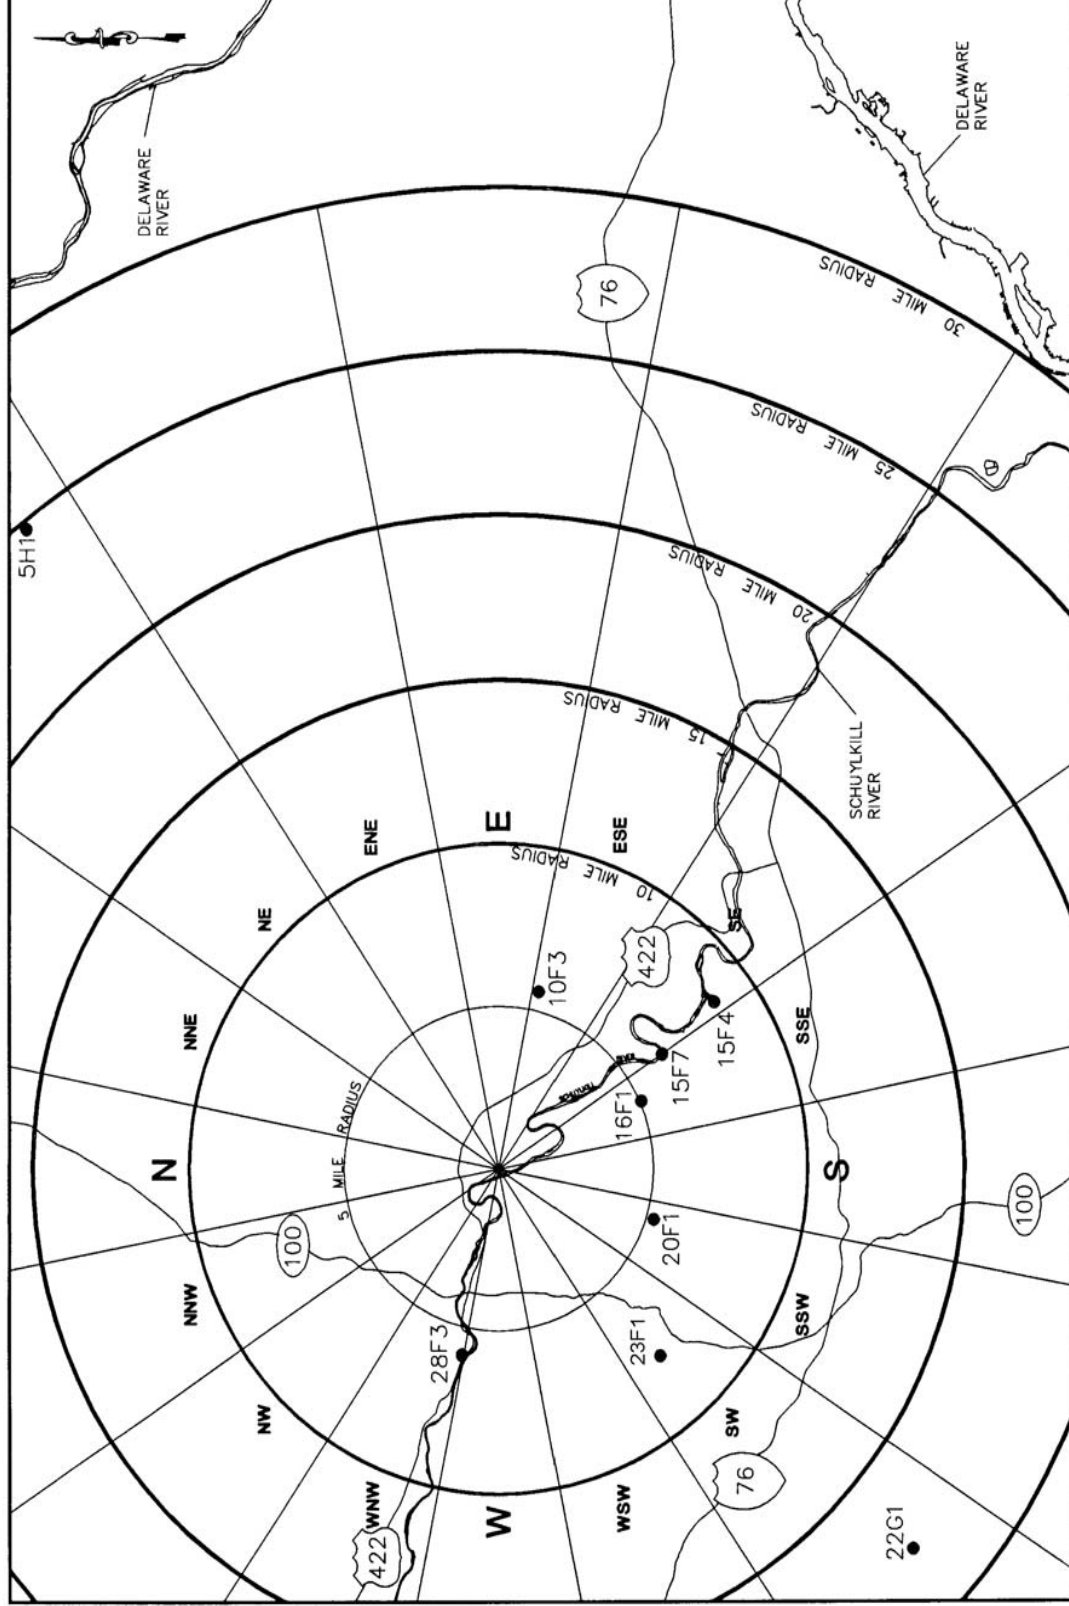 DELAWARE
RIVER
DELAWARE
RIVER
76
30 MILE RADIUS
25 MILE RADIUS
5H1
20 MILE RADIUS
15 MILE RADIUS
SCHUYLKILL
RIVER
ENE
E
ESE
10 MILE RADIUS
NE
SE
422
10F3
NNE
15F4
SSE
15F7
16F1
5 MILE RADIUS
N
S
20F1
100
100
NNW
28F3
23F1
SSW
NW
SW
76
WNW
W
WSW
422
22G1